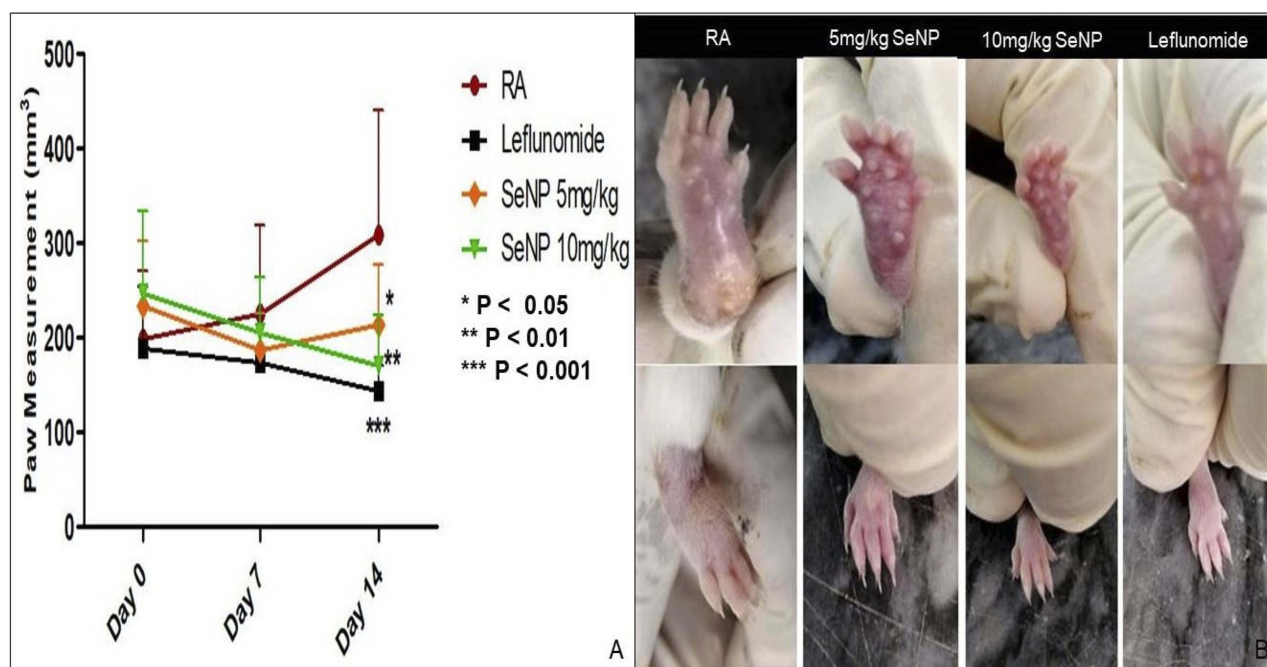 500
400
300
200
100
0
Paw Measurement (mm³)
Day 0
Day 7
Day 14
*
**
***
RA
Leflunomide
SeNP 5mg/kg
SeNP 10mg/kg
* P < 0.05
** P < 0.01
*** P < 0.001
A
RA
5mg/kg SeNP
10mg/kg SeNP
Leflunomide
B